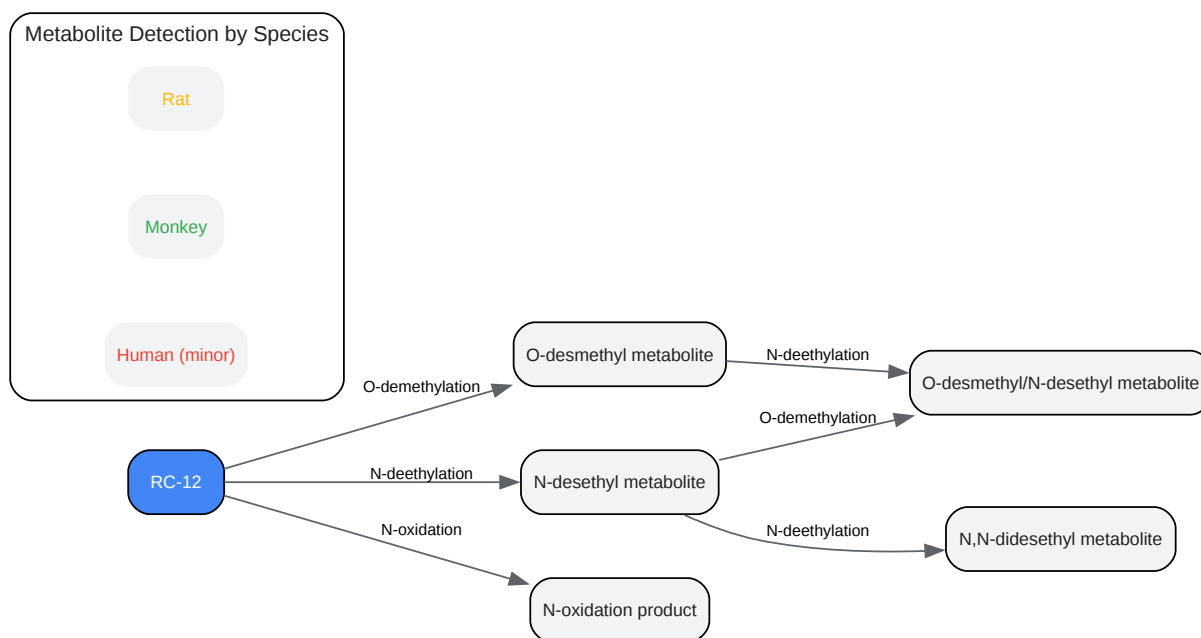 Metabolite Detection by Species
Rat
Monkey
Human (minor)
RC-12
O-demethylation
N-deethylation
N-oxidation
O-desmethyl metabolite
N-desethyl metabolite
N-oxidation product
N-deethylation
O-demethylation
N-deethylation
O-desmethyl/N-desethyl metabolite
N,N-didesethyl metabolite